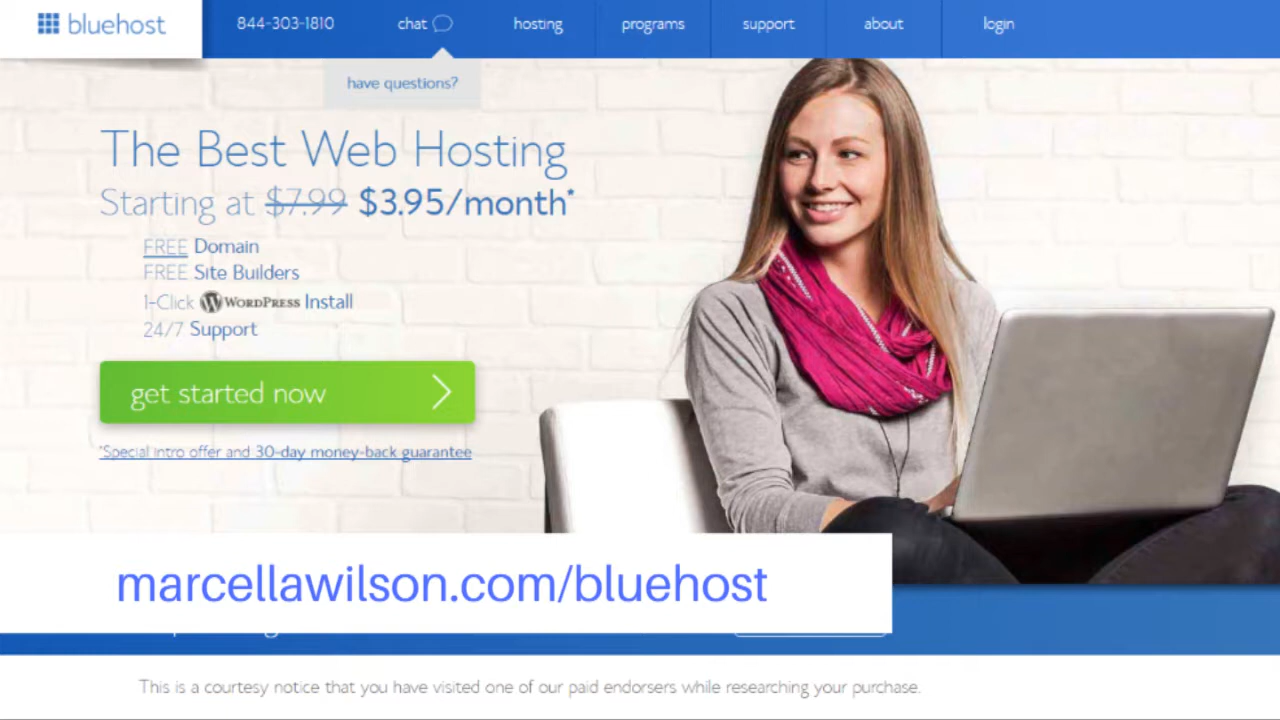 bluehost
844-303-1810
chat
hosting
programs
support
about
login
have questions?
The Best Web Hosting
Starting at $7.99 $3.95/month*
FREE Domain
FREE Site Builders
1-Click WORDPRESS Install
24/7 Support
get started now
*Special intro offer and 30-day money-back guarantee
marcellawilson.com/bluehost
This is a courtesy notice that you have visited one of our paid endorsers while researching your purchase.